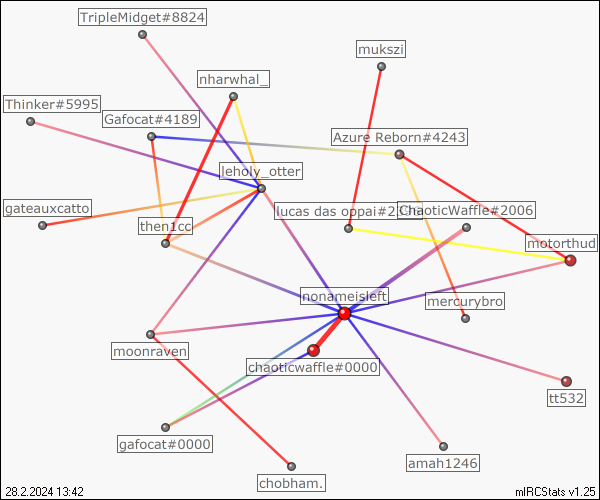 TripleMidget#8824
mukszi
nharwhal_
Thinker#5995
Gafocat#4189
Azure Reborn#4243
leholy_otter
gateauxcatto
lucas das oppai#2
ChaoticWaffle#2006
then1cc
motorthud
nonameisleft
mercurybro
moonraven
chaoticwaffle#0000
tt532
gafocat#0000
amah1246
chobham.
28.2.2024 13:42
mIRCStats v1.25